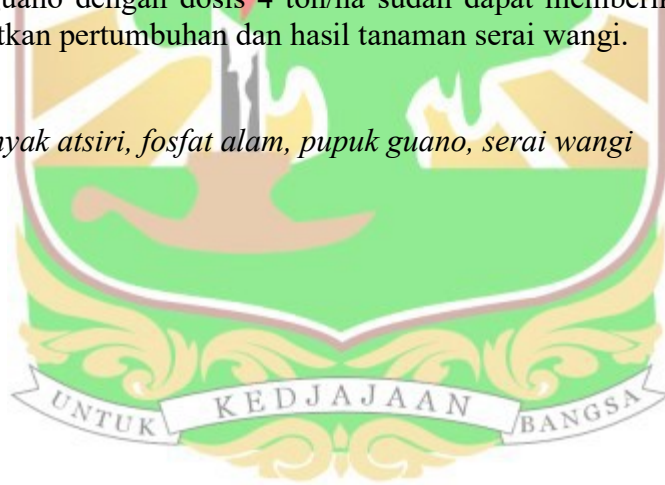 uano dengan dosis 4 ton/ha sudah dapat memberi
tkan pertumbuhan dan hasil tanaman serai wangi.
nyak atsiri, fosfat alam, pupuk guano, serai wangi
UNTUK KEDJAJAAN BANGSA